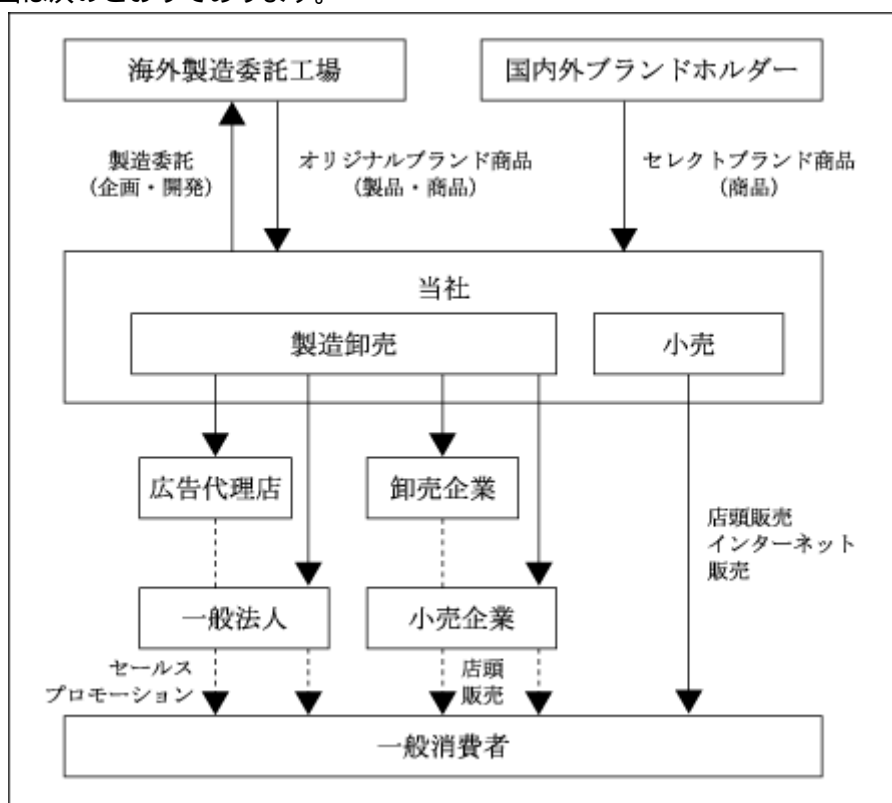 図は次のとおりであります。
海外製造委託工場
国内外ブランドホルダー
製造委託
(企画・開発)
オリジナルブランド商品
(製品・商品)
セレクトブランド商品
(商品)
当社
製造卸売
小売
広告代理店
卸売企業
店頭販売
インターネット
販売
一般法人
小売企業
セールス
プロモーション
店頭
販売
一般消費者